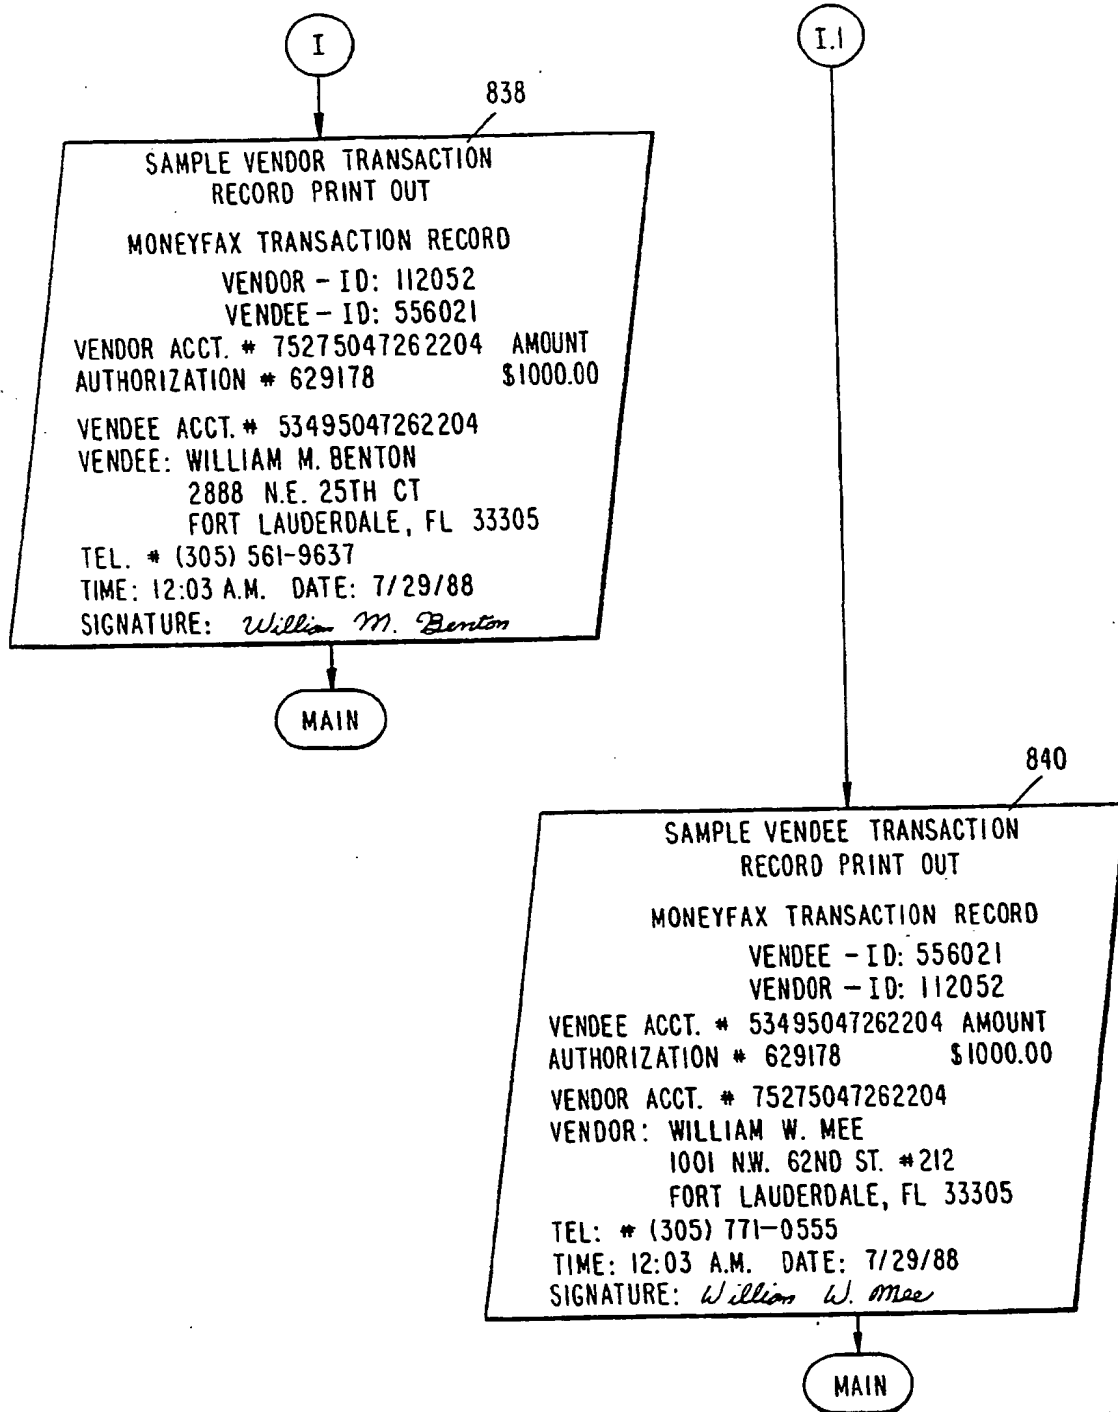 I
838
SAMPLE VENDOR TRANSACTION
RECORD PRINT OUT
MONEYFAX TRANSACTION RECORD
VENDOR - ID: 112052
VENDEE - ID: 556021
VENDOR ACCT. # 75275047262204 AMOUNT
AUTHORIZATION # 629178 $1000.00
VENDEE ACCT. # 53495047262204
VENDEE: WILLIAM M. BENTON
2888 N.E. 25TH CT
FORT LAUDERDALE, FL 33305
TEL. # (305) 561-9637
TIME: 12:03 A.M. DATE: 7/29/88
SIGNATURE: William M. Benton
MAIN
I.1
840
SAMPLE VENDEE TRANSACTION
RECORD PRINT OUT
MONEYFAX TRANSACTION RECORD
VENDEE - ID: 556021
VENDOR - ID: 112052
VENDEE ACCT. # 53495047262204 AMOUNT
AUTHORIZATION # 629178 $1000.00
VENDOR ACCT. # 75275047262204
VENDOR: WILLIAM W. MEE
1001 N.W. 62ND ST. #212
FORT LAUDERDALE, FL 33305
TEL: # (305) 771-0555
TIME: 12:03 A.M. DATE: 7/29/88
SIGNATURE: William W. Mee
MAIN